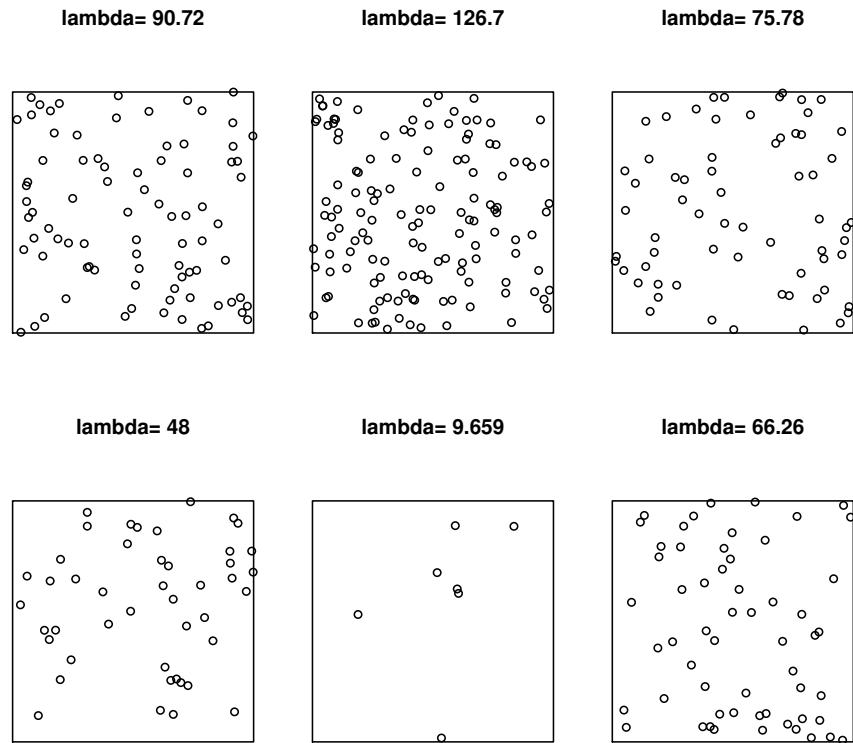 lambda= 90.72
lambda= 126.7
lambda= 75.78
lambda= 48
lambda= 9.659
lambda= 66.26